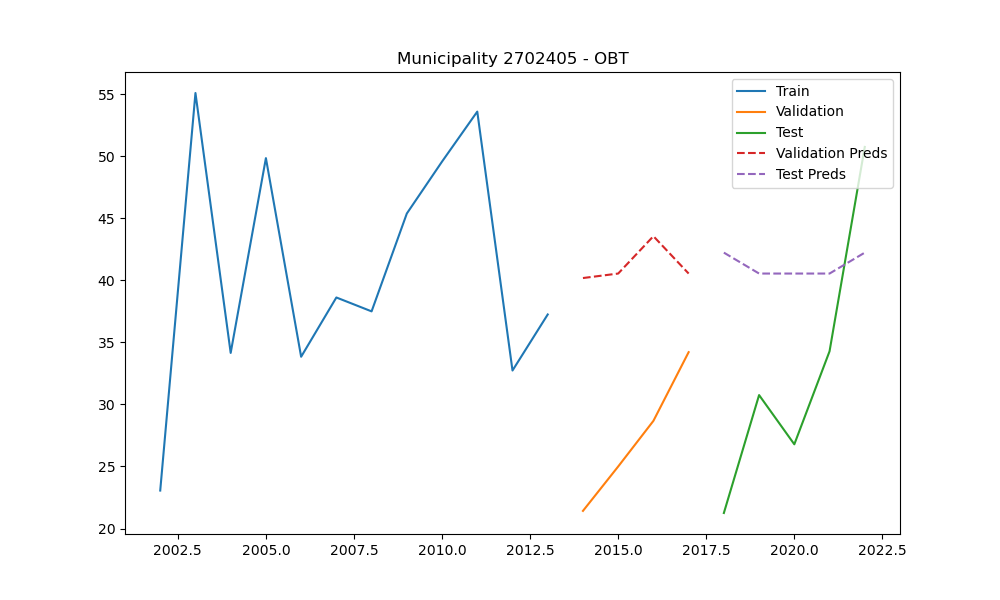 Municipality 2702405 - OBT
Train
Validation
Test
Validation Preds
Test Preds
55
50
45
40
35
30
25
20
2002.5 2005.0 2007.5 2010.0 2012.5 2015.0 2017.5 2020.0 2022.5